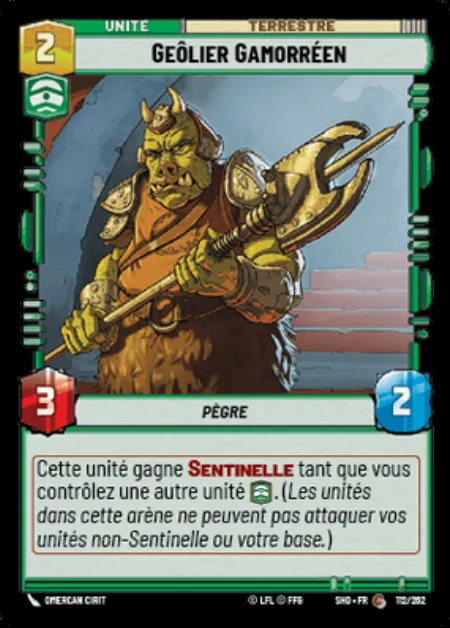 UNITÉ
TERRESTRE
2
GEÔLIER GAMORRÉEN
3
PÈGRE
2
Cette unité gagne SENTINELLE tant que vous
contrôlez une autre unité . (Les unités
dans cette arène ne peuvent pas attaquer vos
unités non-Sentinelle ou votre base.)
OMERCAN CIRIT
© LFL © FFG
SHD • FR
112/262